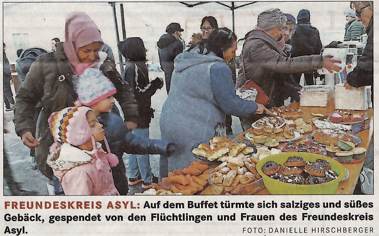 FREUNDESKREIS ASYL: Auf dem Buffet türmte sich salziges und süßes
Gebäck, gespendet von den Flüchtlingen und Frauen des Freundeskreis
Asyl.
FOTO: DANIELLE HIRSCHBERGER